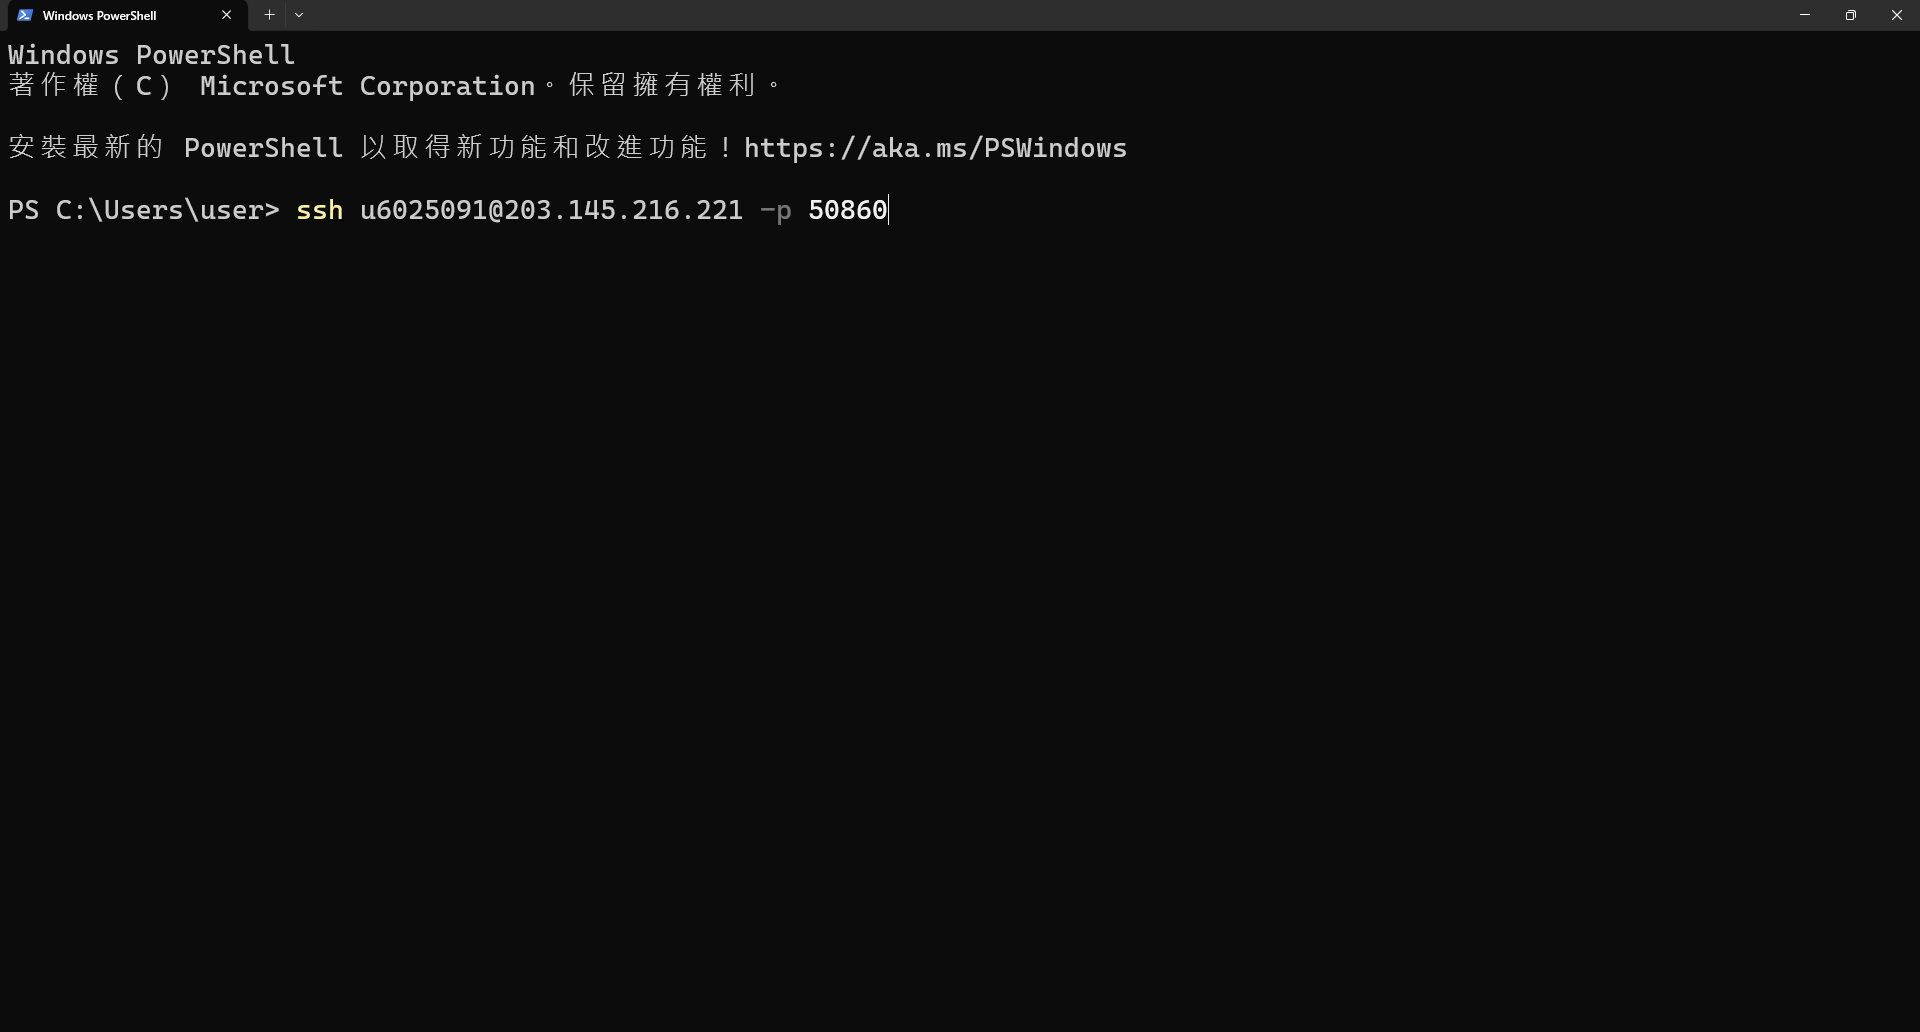 Windows PowerShell
Windows PowerShell
著作權（C） Microsoft Corporation。保留擁有權利。
安裝最新的 PowerShell 以取得新功能和改進功能！https://aka.ms/PSWindows
PS C:\Users\user> ssh u6025091@203.145.216.221 -p 50860